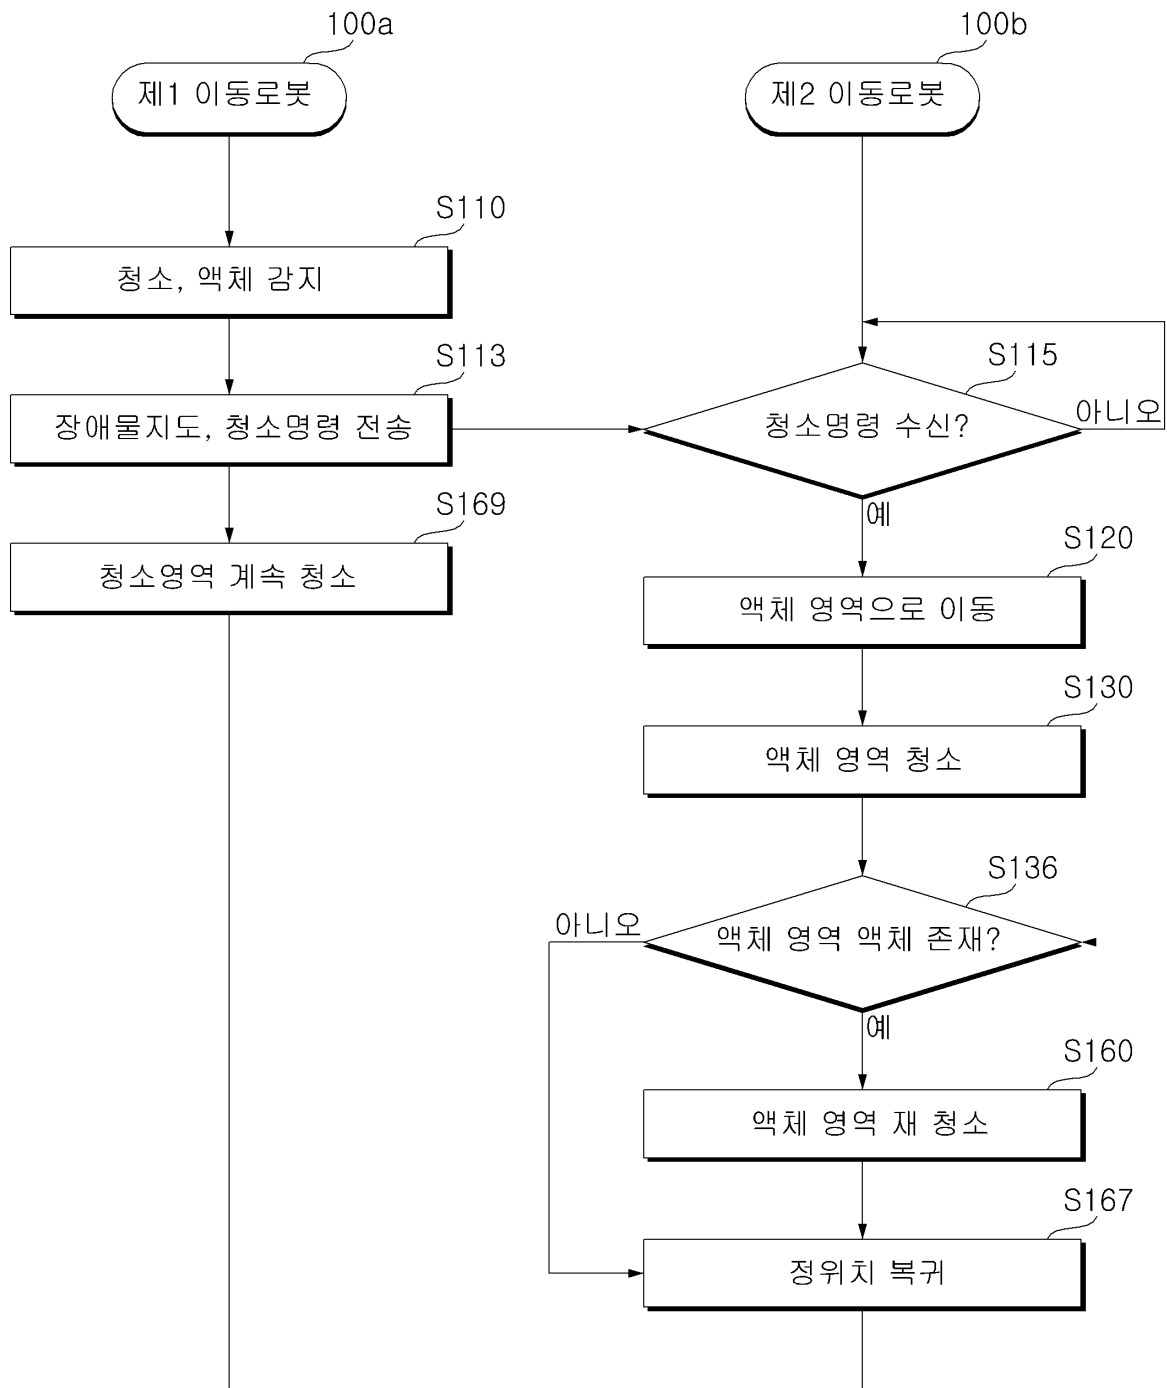 100a
제1 이동로봇
100b
제2 이동로봇
S110
청소, 액체 감지
S113
장애물지도, 청소명령 전송
S115
청소명령 수신?
아니오
예
S169
청소영역 계속 청소
S120
액체 영역으로 이동
S130
액체 영역 청소
S136
액체 영역 액체 존재?
아니오
예
S160
액체 영역 재 청소
S167
정위치 복귀